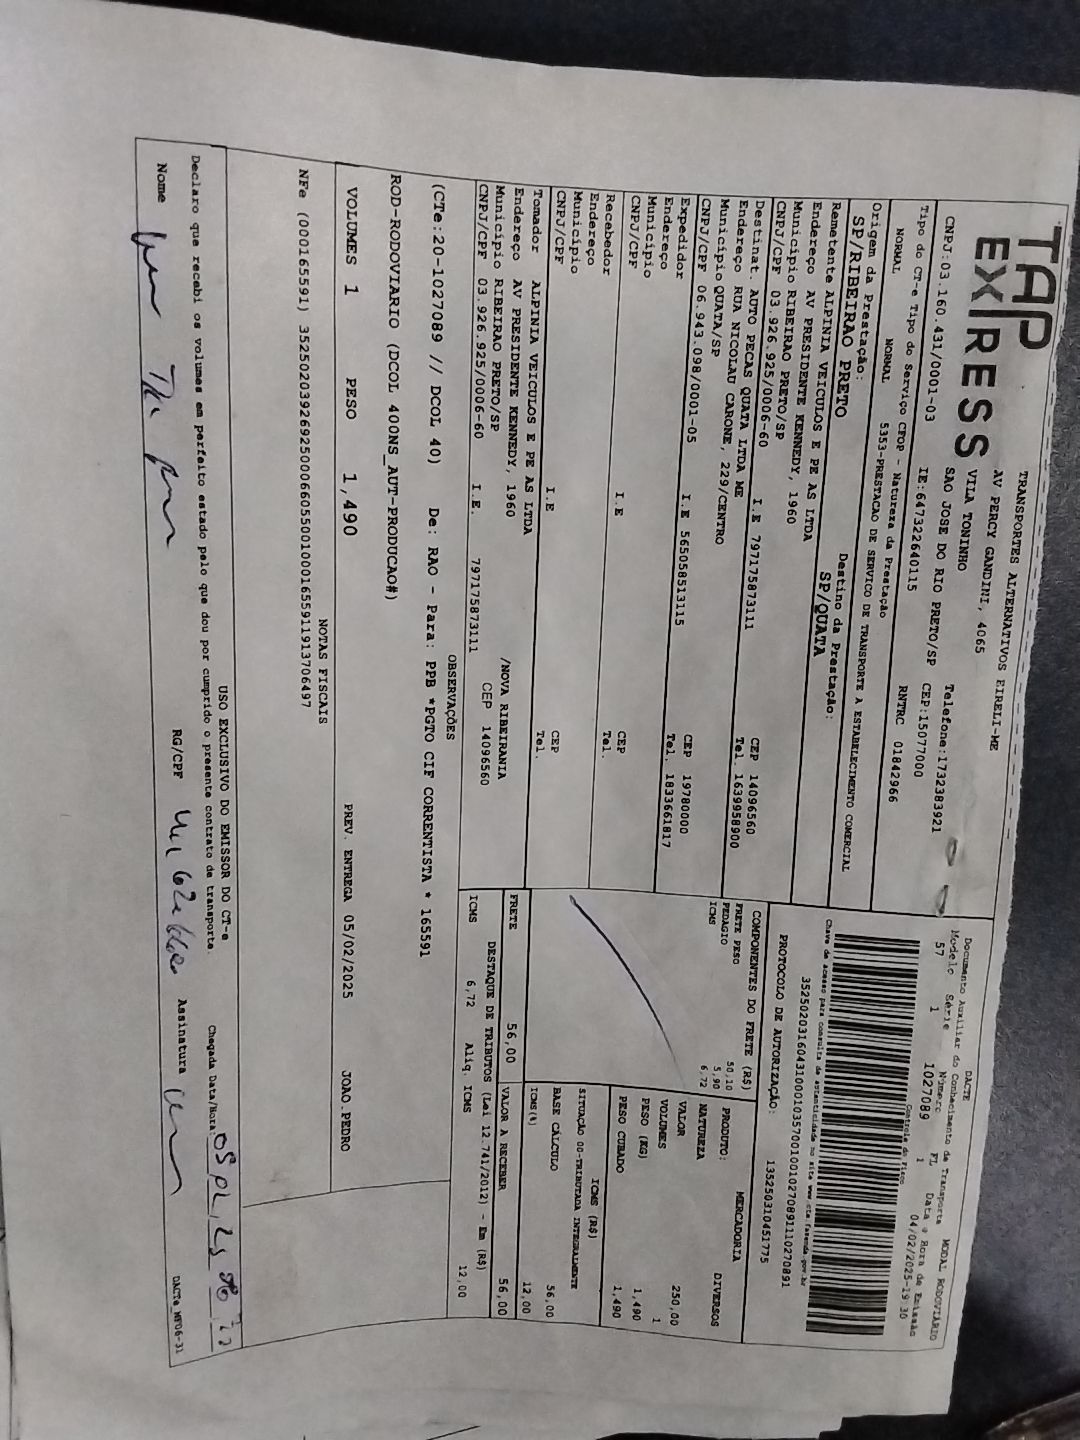 TAP
EX/RESS
TRANSPORTES ALTERNATIVOS EIRELI-ME
AV PERCY GANDINI, 4065
VILA TONINHO
SAO JOSE DO RIO PRETO/SP
Telefone:1732383921
CEP:15077000
CNPJ:03.160.431/0001-03
IE:647322640115
RNTRC 01842966
Tipo do CT-e Tipo do Serviço CFOP - Natureza da Prestação
NORMAL NORMAL 5353-PRESTACAO DE SERVICO DE TRANSPORTE A ESTABELECIMENTO COMERCIAL
Origem da Prestação:
SP/RIBEIRAO PRETO
Destino da Prestação:
SP/QUATA
DACTE
Documento Auxiliar do Conhecimento de Transporte MODAL RODOVIÁRIO
Modelo Série Número FL Data e Hora de Emissão
57 1 1027089 1 04/02/2025-19:30
Controle do Fisco
Chave de acesso para consulta de autenticidade no site www.cte.fazenda.gov.br
35250203160431000103570010010270891110270891
PROTOCOLO DE AUTORIZAÇÃO: 135250310451775
Remetente ALPINIA VEICULOS E PE AS LTDA
Endereço AV PRESIDENTE KENNEDY, 1960
Municipio RIBEIRAO PRETO/SP CEP 14096560
CNPJ/CPF 03.926.925/0006-60 I.E 797175873111 Tel. 1639958900
Destinat. AUTO PECAS QUATA LTDA ME
Endereço RUA NICOLAU CARONE, 229/CENTRO
Município QUATA/SP CEP 19780000
CNPJ/CPF 06.943.098/0001-05 I.E 565058513115 Tel. 1833661817
Expedidor
Endereço
Município CEP
CNPJ/CPF I.E Tel.
Recebedor
Endereço
Município CEP
CNPJ/CPF I.E Tel.
Tomador ALPINIA VEICULOS E PE AS LTDA
Endereço AV PRESIDENTE KENNEDY, 1960 /NOVA RIBEIRANIA
Município RIBEIRAO PRETO/SP CEP 14096560
CNPJ/CPF 03.926.925/0006-60 I.E. 797175873111
COMPONENTES DO FRETE (R$)
FRETE PESO 50,10
PEDAGIO 5,90
ICMS 6,72
PRODUTO: MERCADORIA
NATUREZA DIVERSOS
VALOR 250,00
VOLUMES 1
PESO (KG) 1,490
PESO CUBADO 1,490
ICMS (R$)
SITUAÇÃO 00-TRIBUTADA INTEGRALMENTE
BASE CÁLCULO 56,00
ICMS(%) 12,00
FRETE 56,00
VALOR A RECEBER 56,00
DESTAQUE DE TRIBUTOS (Lei 12.741/2012) - Em (R$)
ICMS 6,72 Alíq. ICMS 12,00
OBSERVAÇÕES
(CTe:20-1027089 // DCOL 40) De: RAO - Para: PPB *PGTO CIF CORRENTISTA * 165591
ROD-RODOVIARIO (DCOL 400NS_AUT-PRODUCAO#)
VOLUMES 1 PESO 1,490 PREV. ENTREGA 05/02/2025 JOAO.PEDRO
NOTAS FISCAIS
NFe (000165591) 35250203926925000660550010001655911913706497
USO EXCLUSIVO DO EMISSOR DO CT-e
Declaro que recebi os volumes em perfeito estado pelo que dou por cumprido o presente contrato de transporte.
Chegada Data/Hora 05 02 25
Nome RG/CPF Assinatura
DACTe_MF06-31